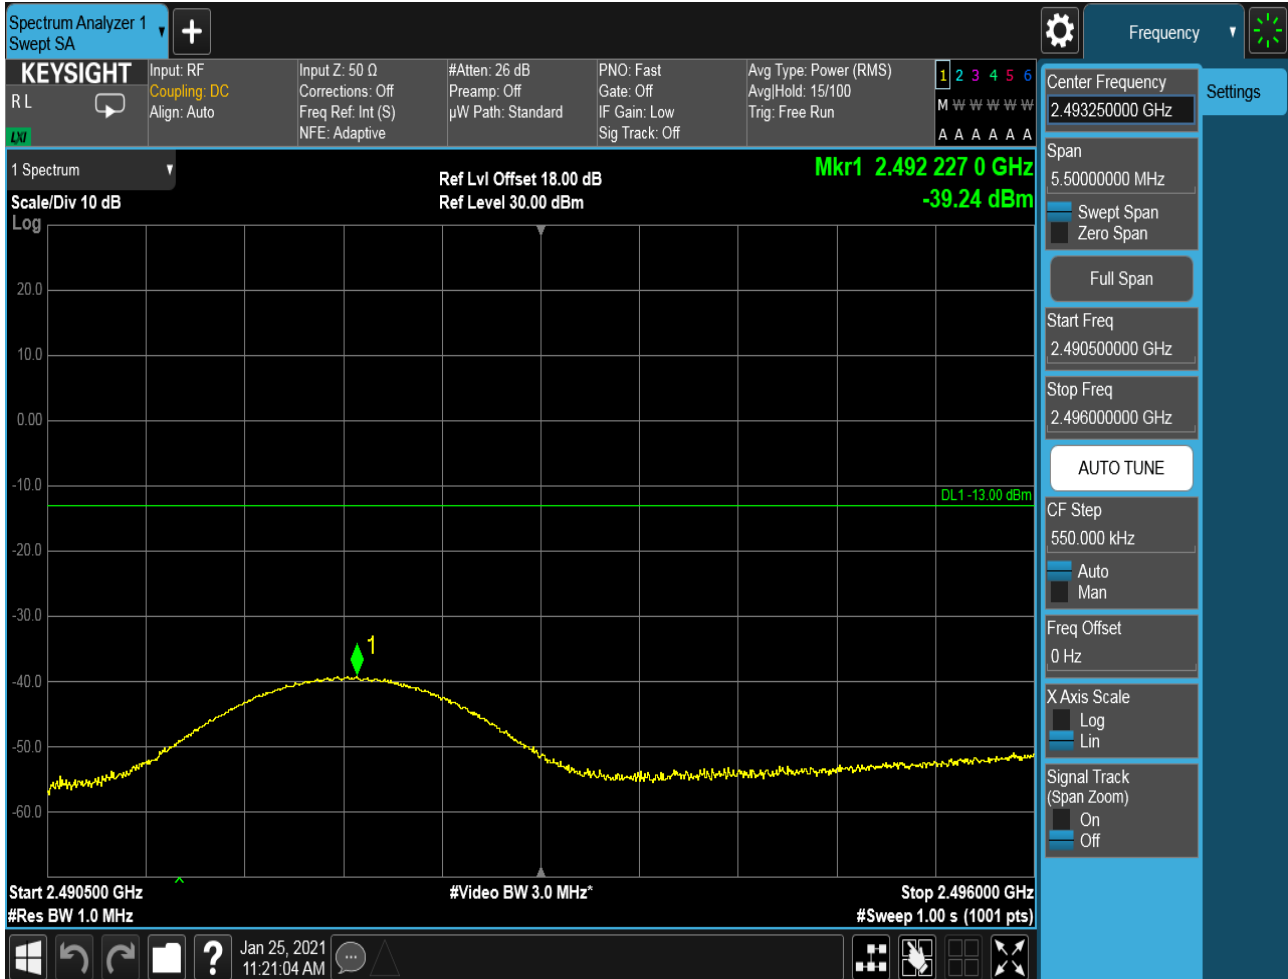 Spectrum Analyzer 1
Swept SA
+
Frequency
KEYSIGHT
R L
LXI
Input: RF
Coupling: DC
Align: Auto
Input Z: 50 Ω
Corrections: Off
Freq Ref: Int (S)
NFE: Adaptive
#Atten: 26 dB
Preamp: Off
µW Path: Standard
PNO: Fast
Gate: Off
IF Gain: Low
Sig Track: Off
Avg Type: Power (RMS)
Avg|Hold: 15/100
Trig: Free Run
1 2 3 4 5 6
M W W W W W
A A A A A A
1 Spectrum
Scale/Div 10 dB
Log
Ref Lvl Offset 18.00 dB
Ref Level 30.00 dBm
Mkr1 2.492 227 0 GHz
-39.24 dBm
20.0
10.0
0.00
-10.0
-20.0
-30.0
-40.0
-50.0
-60.0
DL1 -13.00 dBm
1
Start 2.490500 GHz
#Res BW 1.0 MHz
#Video BW 3.0 MHz*
Stop 2.496000 GHz
#Sweep 1.00 s (1001 pts)
Center Frequency
2.493250000 GHz
Span
5.50000000 MHz
Swept Span
Zero Span
Full Span
Start Freq
2.490500000 GHz
Stop Freq
2.496000000 GHz
AUTO TUNE
CF Step
550.000 kHz
Auto
Man
Freq Offset
0 Hz
X Axis Scale
Log
Lin
Signal Track
(Span Zoom)
On
Off
Settings
?
Jan 25, 2021
11:21:04 AM